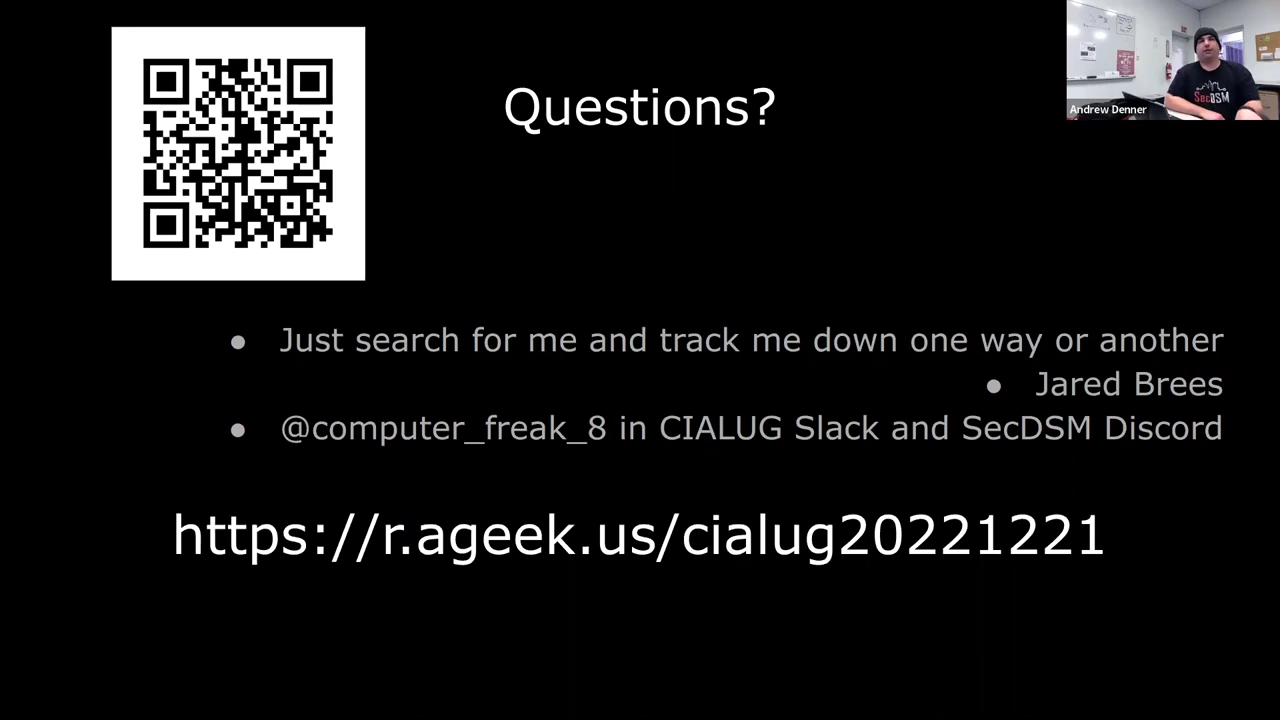 Questions?
Andrew Denner
SecDSM
Just search for me and track me down one way or another
Jared Brees
@computer_freak_8 in CIALUG Slack and SecDSM Discord
https://r.ageek.us/cialug20221221